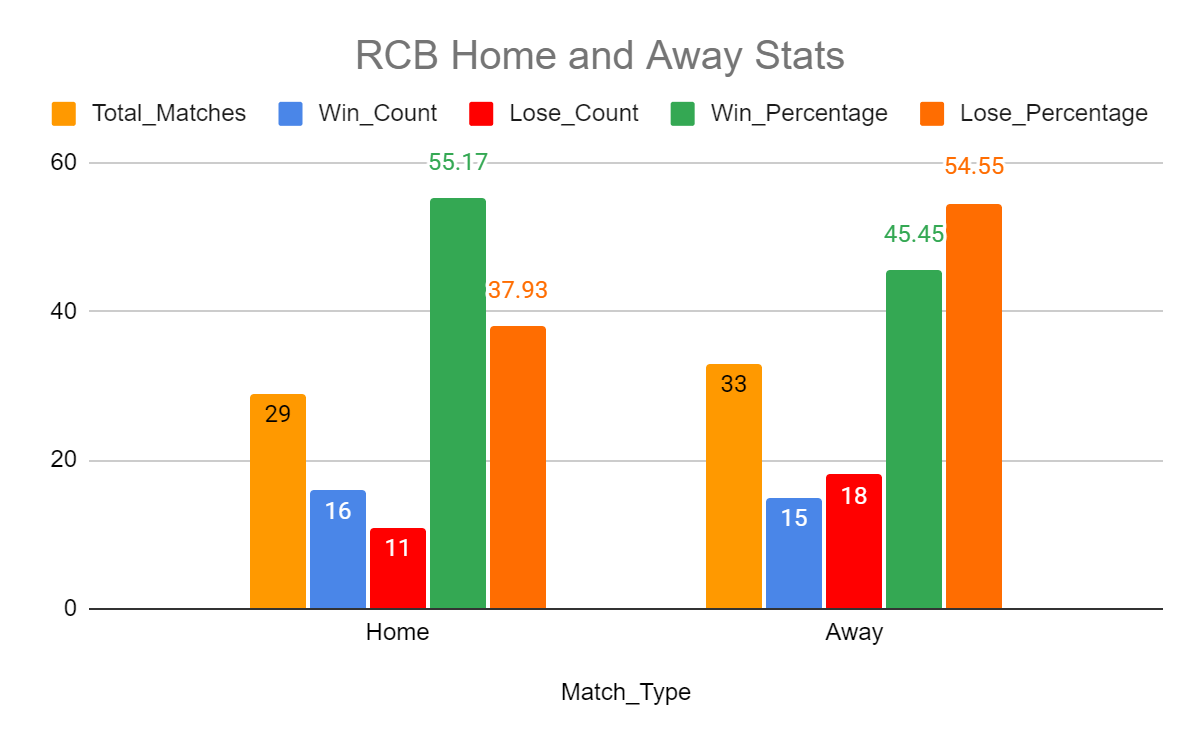 RCB Home and Away Stats
Total_Matches Win_Count Lose_Count Win_Percentage Lose_Percentage
60 55.17 54.55
45.45
37.93
40
33
29
20
18
16 15
11
0
Home Away
Match_Type